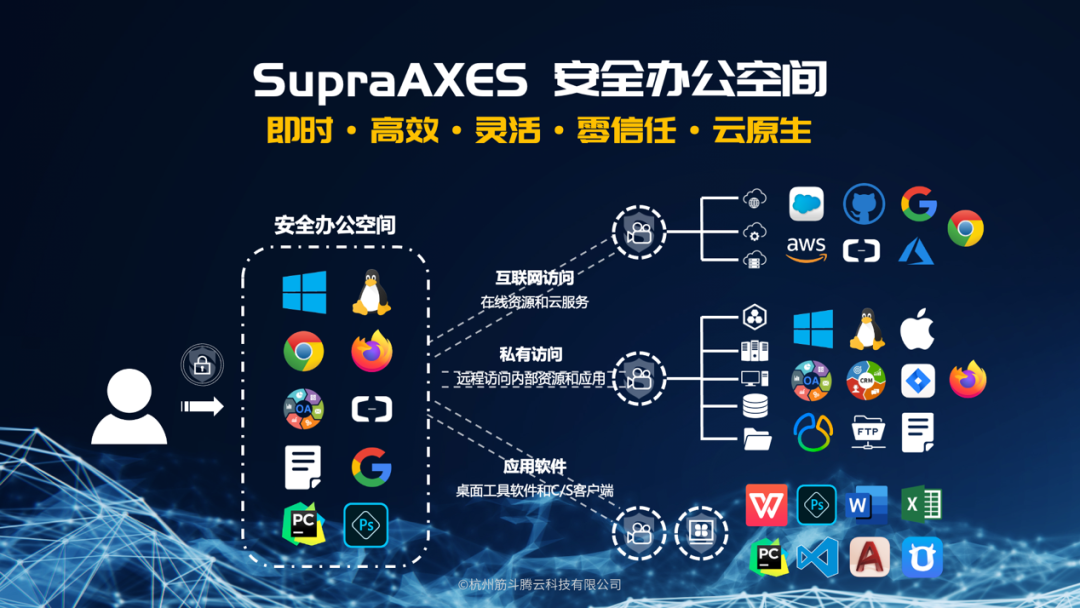 SupraAXES 安全办公空间
即时·高效·灵活·零信任·云原生
安全办公空间
互联网访问
在线资源和云服务
私有访问
远程访问内部资源和应用
应用软件
桌面工具软件和C/S客户端
OA
PC
Ps
aws
OA
CRM
FTP
W
Ps
W
X
PC
A
©杭州筋斗腾云科技有限公司